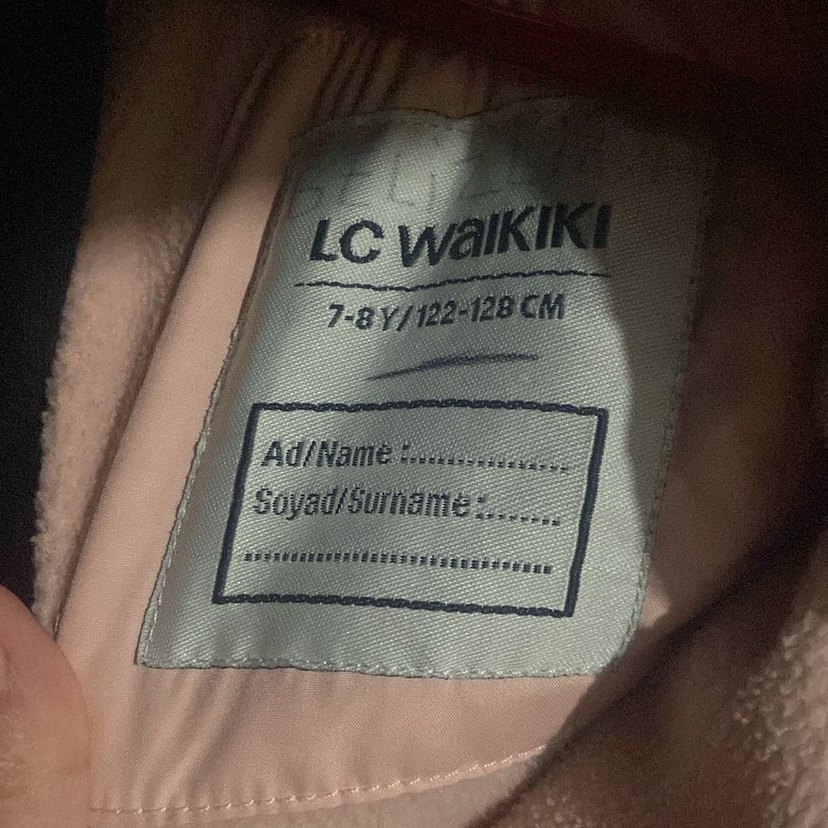 LC WAIKIKI
7-8 Y/122-128 CM
Ad/Name :................
Soyad/Surname :.......
..................................